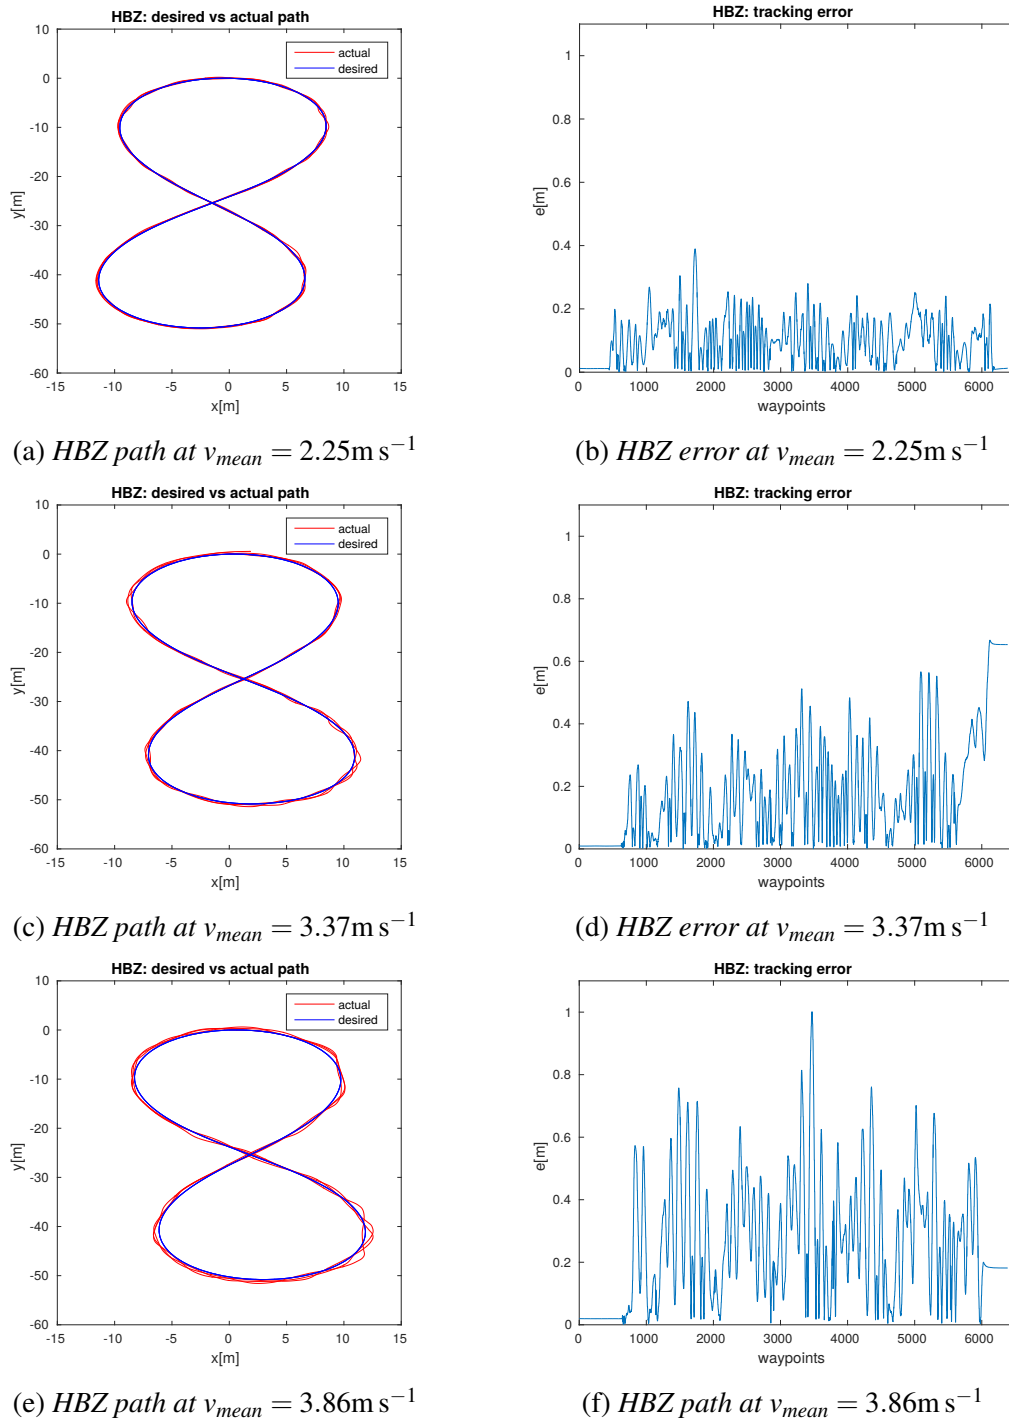 HBZ: desired vs actual path
actual
desired
10
0
-10
-20
-30
-40
-50
-60
y[m]
-15 -10 -5 0 5 10 15
x[m]
HBZ: tracking error
1
0.8
0.6
0.4
0.2
0
e[m]
0 1000 2000 3000 4000 5000 6000
waypoints
(a) HBZ path at v_mean = 2.25m s⁻¹
(b) HBZ error at v_mean = 2.25m s⁻¹
HBZ: desired vs actual path
actual
desired
10
0
-10
-20
-30
-40
-50
-60
y[m]
-15 -10 -5 0 5 10 15
x[m]
HBZ: tracking error
1
0.8
0.6
0.4
0.2
0
e[m]
0 1000 2000 3000 4000 5000 6000
waypoints
(c) HBZ path at v_mean = 3.37m s⁻¹
(d) HBZ error at v_mean = 3.37m s⁻¹
HBZ: desired vs actual path
actual
desired
10
0
-10
-20
-30
-40
-50
-60
y[m]
-15 -10 -5 0 5 10 15
x[m]
HBZ: tracking error
1
0.8
0.6
0.4
0.2
0
e[m]
0 1000 2000 3000 4000 5000 6000
waypoints
(e) HBZ path at v_mean = 3.86m s⁻¹
(f) HBZ path at v_mean = 3.86m s⁻¹